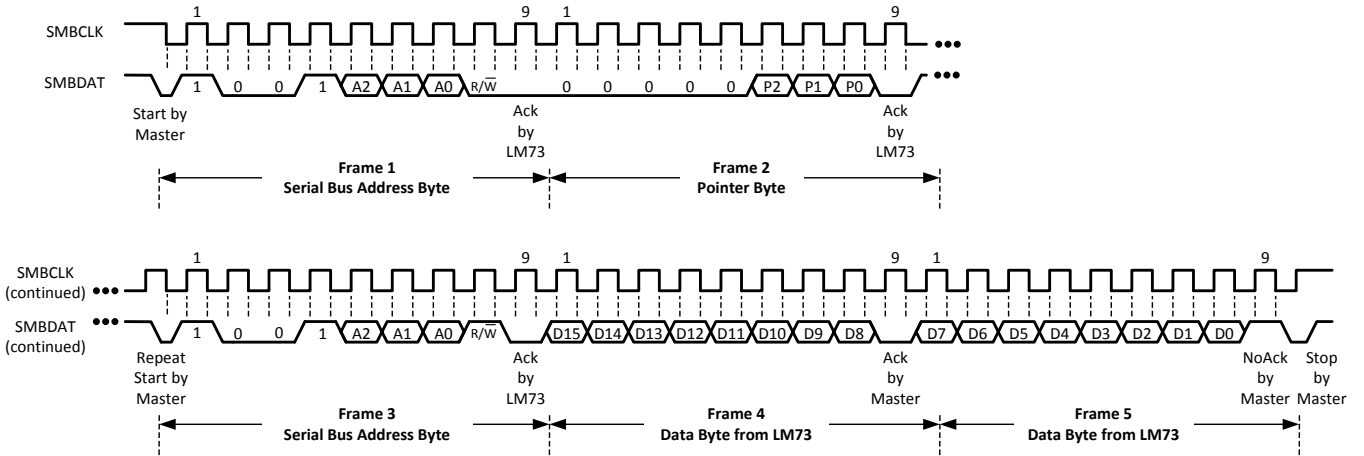 1 9 1 9
SMBCLK
SMBDAT
1 0 0 1 A2 A1 A0 R/W̅ 0 0 0 0 0 P2 P1 P0
Start by
Master
Ack
by
LM73
Ack
by
LM73
Frame 1
Serial Bus Address Byte
Frame 2
Pointer Byte
1 9 1 9 1 9
SMBCLK
(continued)
SMBDAT
(continued)
1 0 0 1 A2 A1 A0 R/W̅ D15 D14 D13 D12 D11 D10 D9 D8 D7 D6 D5 D4 D3 D2 D1 D0
Repeat
Start by
Master
Ack
by
LM73
Ack
by
Master
NoAck
by
Master
Stop
by
Master
Frame 3
Serial Bus Address Byte
Frame 4
Data Byte from LM73
Frame 5
Data Byte from LM73